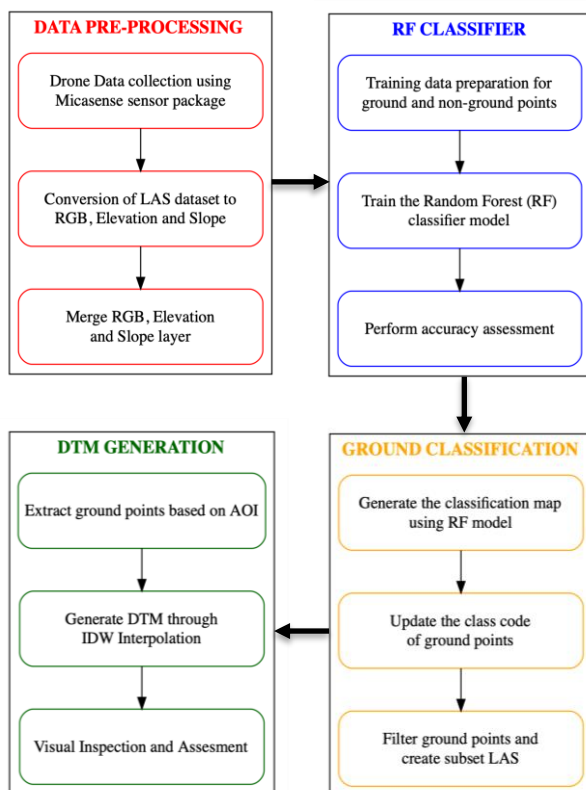 DATA PRE-PROCESSING
Drone Data collection using
Micasense sensor package
Conversion of LAS dataset to
RGB, Elevation and Slope
Merge RGB, Elevation
and Slope layer
RF CLASSIFIER
Training data preparation for
ground and non-ground points
Train the Random Forest (RF)
classifier model
Perform accuracy assessment
GROUND CLASSIFICATION
Generate the classification map
using RF model
Update the class code
of ground points
Filter ground points and
create subset LAS
DTM GENERATION
Extract ground points based on AOI
Generate DTM through
IDW Interpolation
Visual Inspection and Assesment